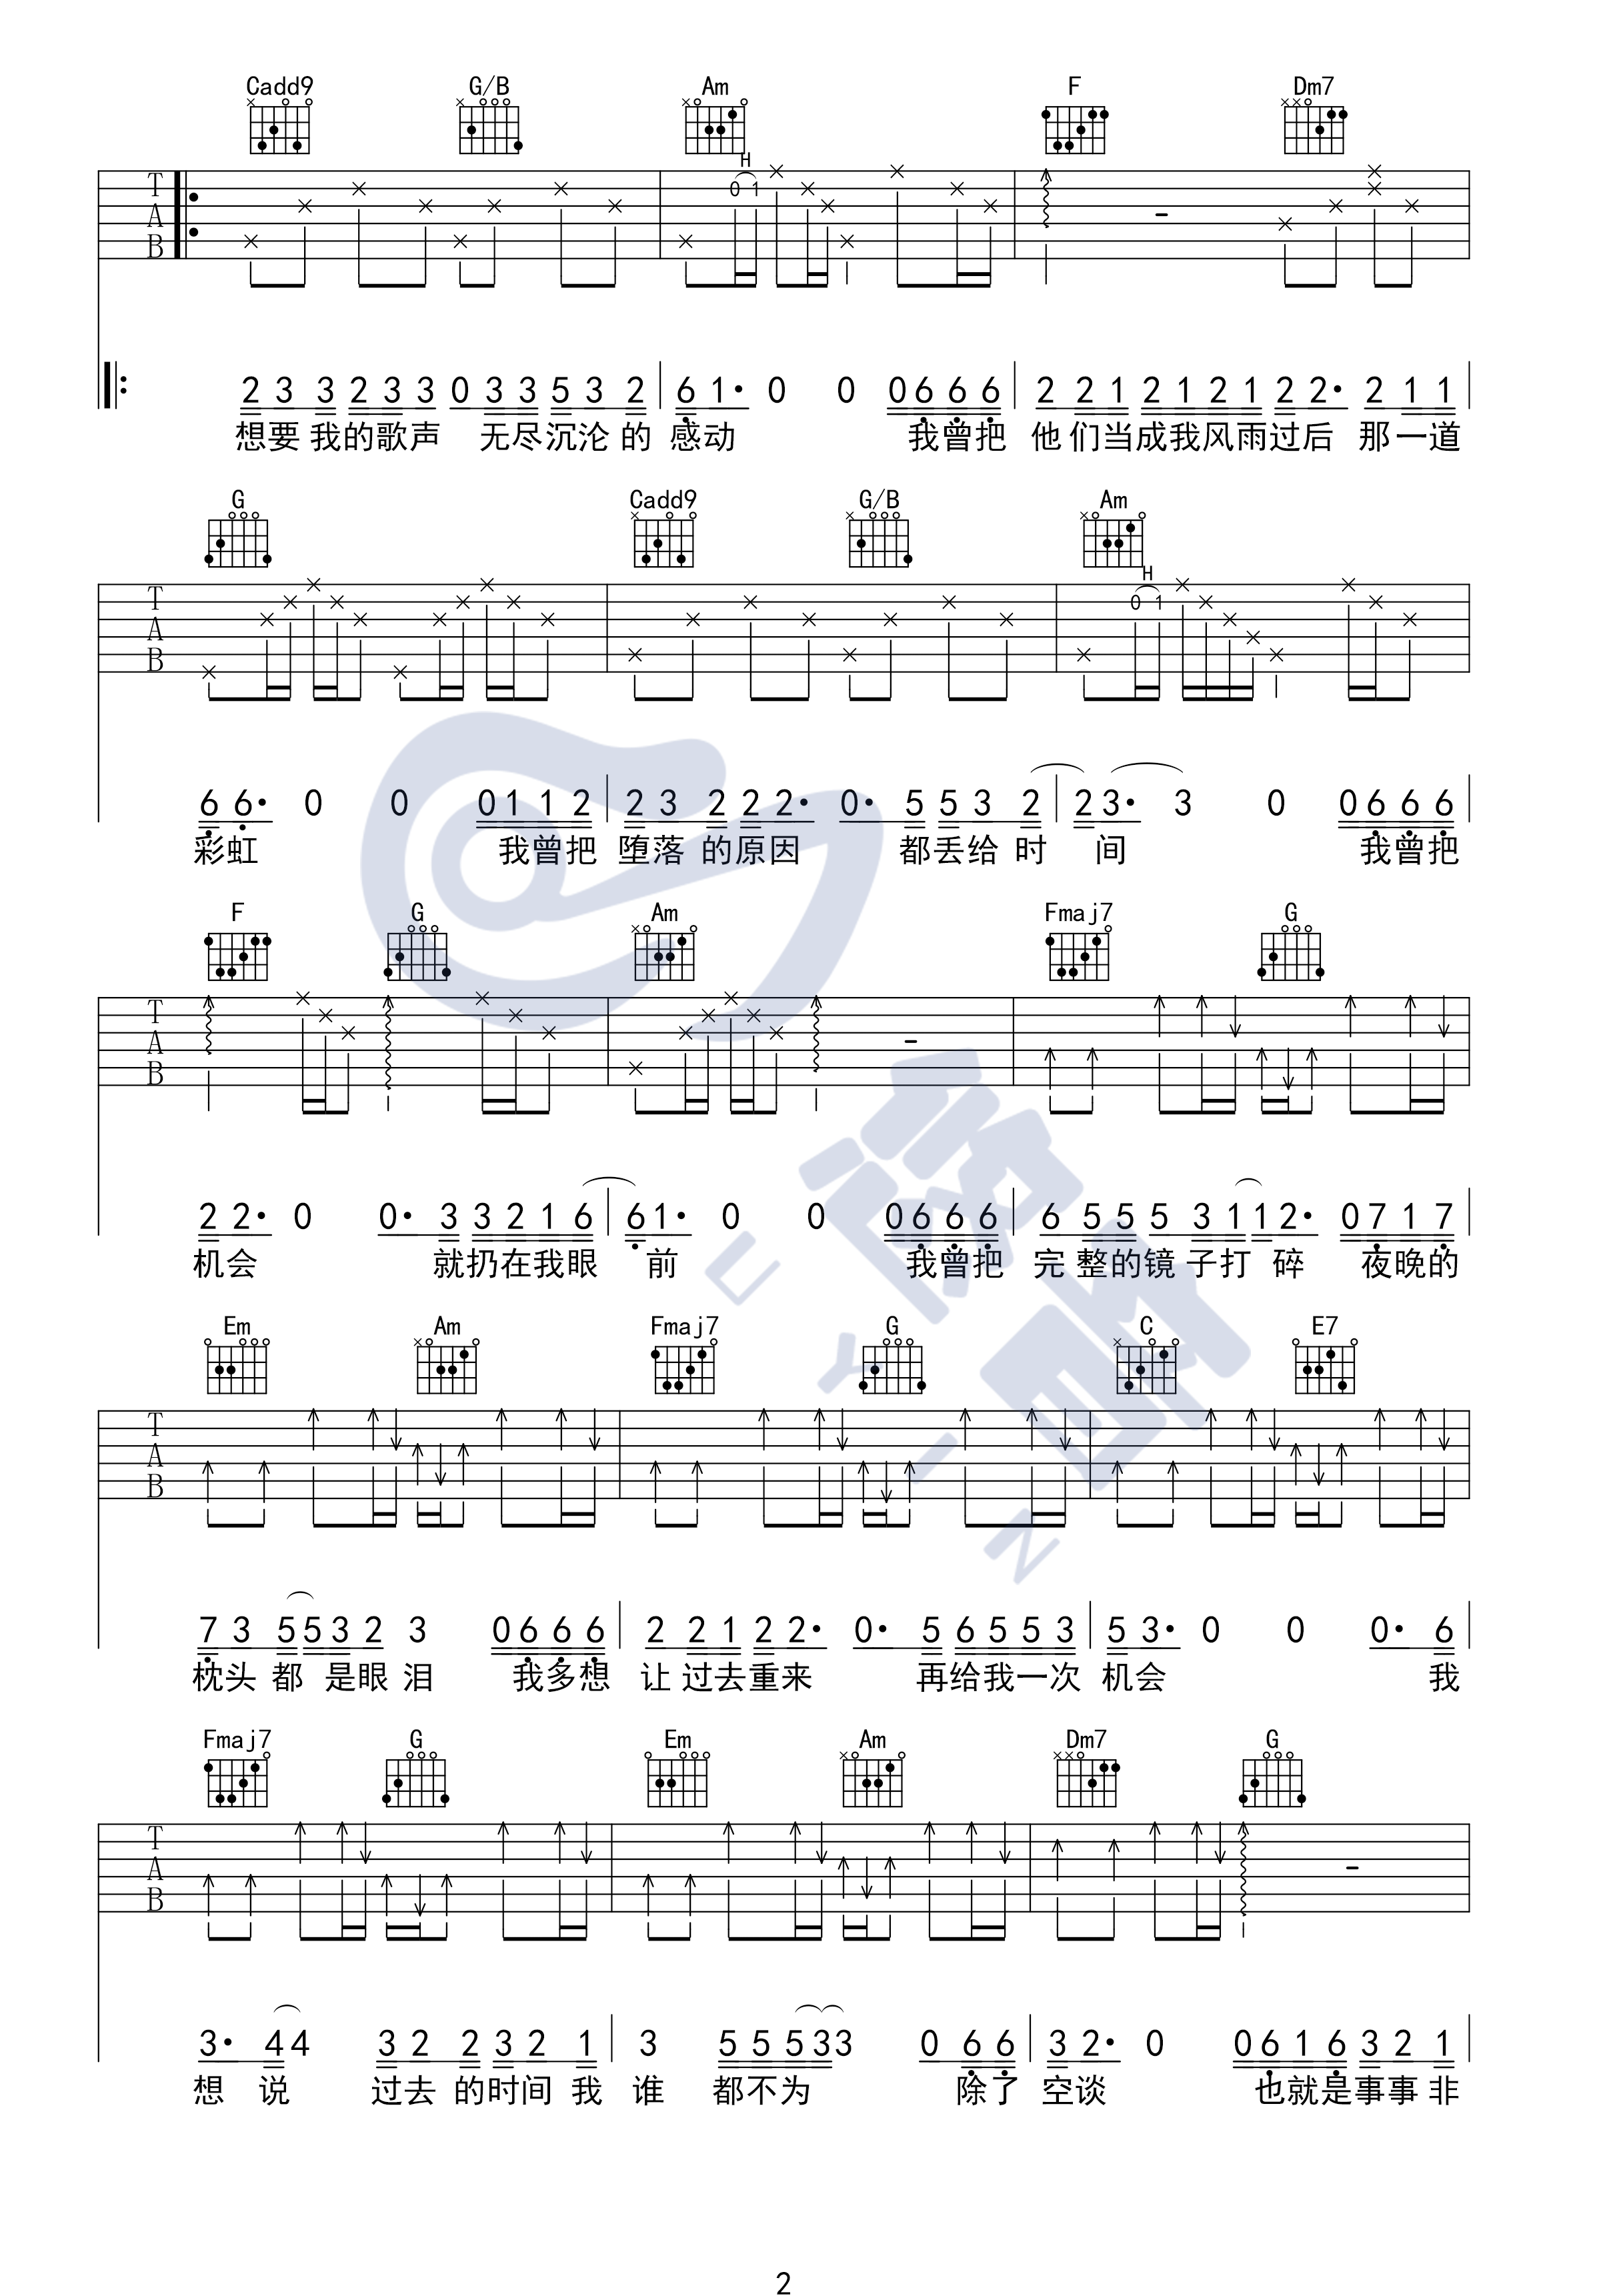 Cadd9 G/B Am F Dm7
H
T A B 0 1
2 3 3 2 3 3 0 3 3 5 3 2 6 1· 0 0 0 6 6 6 2 2 1 2 1 2 1 2 2· 2 1 1
想要 我的歌声 无尽沉沦 的 感动 我曾把 他 们当成我风雨过后 那一道
G Cadd9 G/B Am
H
T A B 0 1
6 6· 0 0 0 1 1 2 2 3 2 2 2· 0· 5 5 3 2 2 3· 3 0 0 6 6 6
彩虹 我曾把 堕落 的原因 都丢给 时 间 我曾把
F G Am Fmaj7 G
T A B
2 2· 0 0· 3 3 2 1 6 6 1· 0 0 0 6 6 6 6 5 5 5 3 1 1 2· 0 7 1 7
机会 就扔在我眼 前 我曾把 完 整的镜 子打 碎 夜晚的
Em Am Fmaj7 G C E7
T A B
7 3 5 5 3 2 3 0 6 6 6 2 2 1 2 2· 0· 5 6 5 5 3 5 3· 0 0 0· 6
枕头 都 是眼 泪 我多想 让 过去重来 再给我一次 机会 我
Fmaj7 G Em Am Dm7 G
T A B
3· 4 4 3 2 2 3 2 1 3 5 5 5 3 3 0 6 6 3 2· 0 0 6 1 6 3 2 1
想 说 过去 的时间 我 谁 都不为 除了 空谈 也就是事事 非
悠音
U Y I N
2